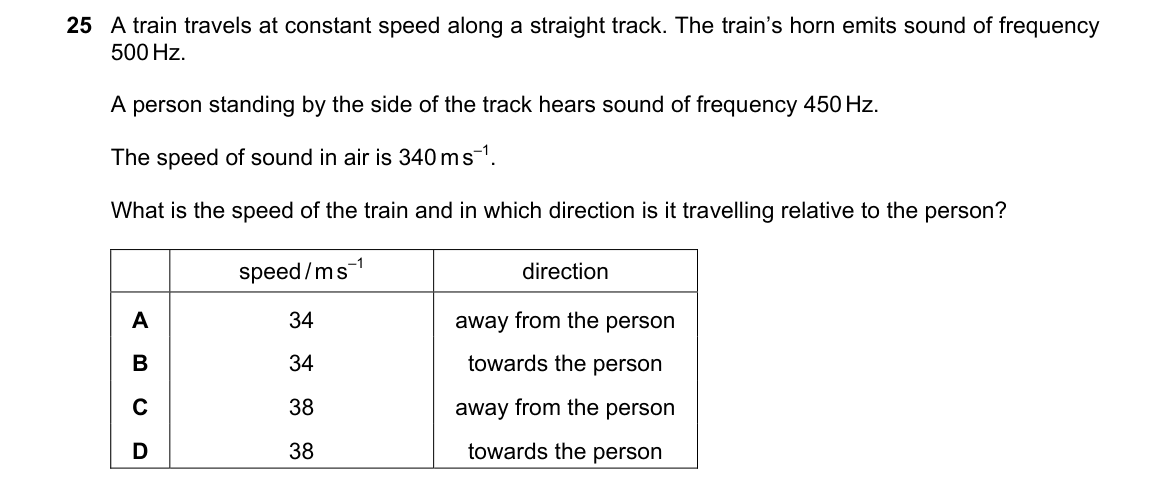 25 A train travels at constant speed along a straight track. The train’s horn emits sound of frequency
500 Hz.
A person standing by the side of the track hears sound of frequency 450 Hz.
The speed of sound in air is 340 m s⁻¹.
What is the speed of the train and in which direction is it travelling relative to the person?
speed / m s⁻¹ direction
A 34 away from the person
B 34 towards the person
C 38 away from the person
D 38 towards the person